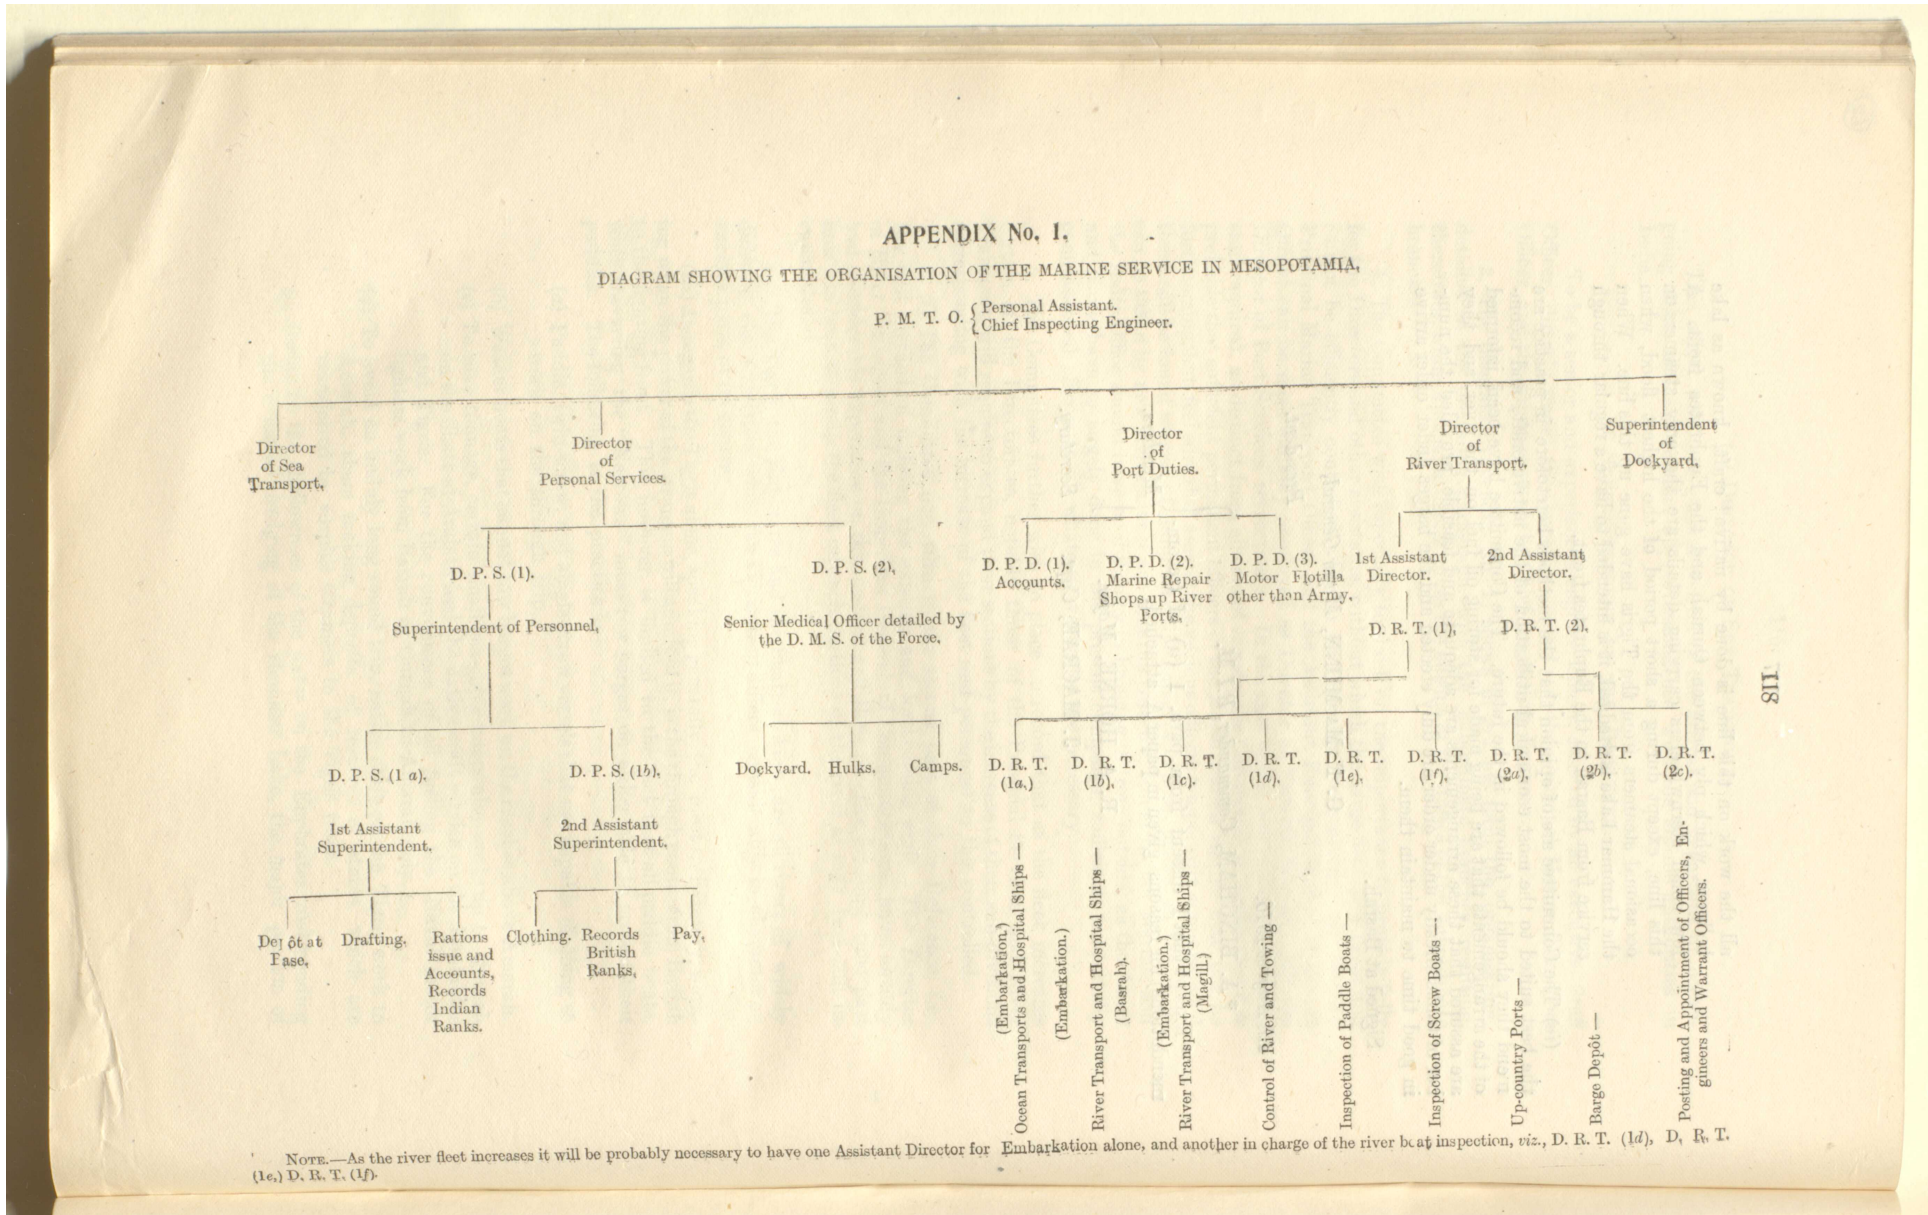 APPENDIX No. 1.
DIAGRAM SHOWING THE ORGANISATION OF THE MARINE SERVICE IN MESOPOTAMIA.
P. M. T. O. { Personal Assistant.
Chief Inspecting Engineer.
Director
of Sea
Transport.
Director
of
Personal Services.
Director
of
Port Duties.
Director
of
River Transport.
Superintendent
of
Dockyard.
D. P. S. (1).
Superintendent of Personnel.
D. P. S. (2).
Senior Medical Officer detailed by
the D. M. S. of the Force.
D. P. D. (1).
Accounts.
D. P. D. (2).
Marine Repair
Shops up River
Ports.
D. P. D. (3).
Motor Flotilla
other than Army.
1st Assistant
Director.
D. R. T. (1).
2nd Assistant
Director.
D. R. T. (2).
118
D. P. S. (1 a).
1st Assistant
Superintendent.
D. P. S. (1b).
2nd Assistant
Superintendent.
Dockyard.
Hulks.
Camps.
Depôt at
Base.
Drafting.
Rations
issue and
Accounts,
Records
Indian
Ranks.
Clothing.
Records
British
Ranks.
Pay.
D. R. T.
(1a.)
(Embarkation.)
Ocean Transports and Hospital Ships —
D. R. T.
(1b).
(Embarkation.)
River Transport and Hospital Ships —
(Basrah).
D. R. T.
(1c).
(Embarkation.)
River Transport and Hospital Ships —
(Magill.)
D. R. T.
(1d).
Control of River and Towing —
D. R. T.
(1e).
Inspection of Paddle Boats —
D. R. T.
(1f).
Inspection of Screw Boats —
D. R. T.
(2a).
Up-country Ports —
D. R. T.
(2b).
Barge Depôt —
D. R. T.
(2c).
Posting and Appointment of Officers, En-
gineers and Warrant Officers.
NOTE.—As the river fleet increases it will be probably necessary to have one Assistant Director for Embarkation alone, and another in charge of the river boat inspection, viz., D. R. T. (1d), D. R. T.
(1e,) D. R. T. (1f).